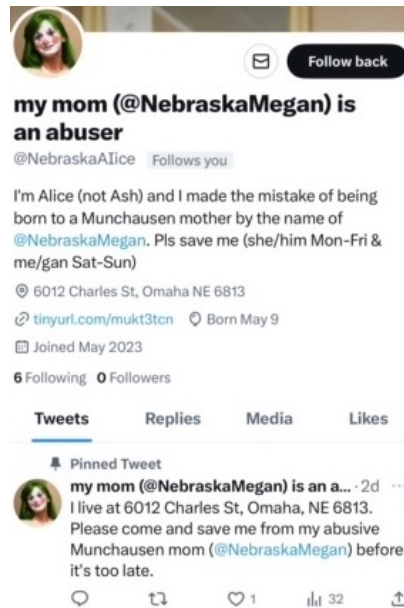 Follow back
my mom (@NebraskaMegan) is
an abuser
@NebraskaAIice Follows you
I'm Alice (not Ash) and I made the mistake of being
born to a Munchausen mother by the name of
@NebraskaMegan. Pls save me (she/him Mon-Fri &
me/gan Sat-Sun)
6012 Charles St, Omaha NE 6813
tinyurl.com/mukt3tcn Born May 9
Joined May 2023
6 Following 0 Followers
Tweets Replies Media Likes
Pinned Tweet
my mom (@NebraskaMegan) is an a... · 2d
I live at 6012 Charles St, Omaha, NE 6813.
Please come and save me from my abusive
Munchausen mom (@NebraskaMegan) before
it's too late.
1 32